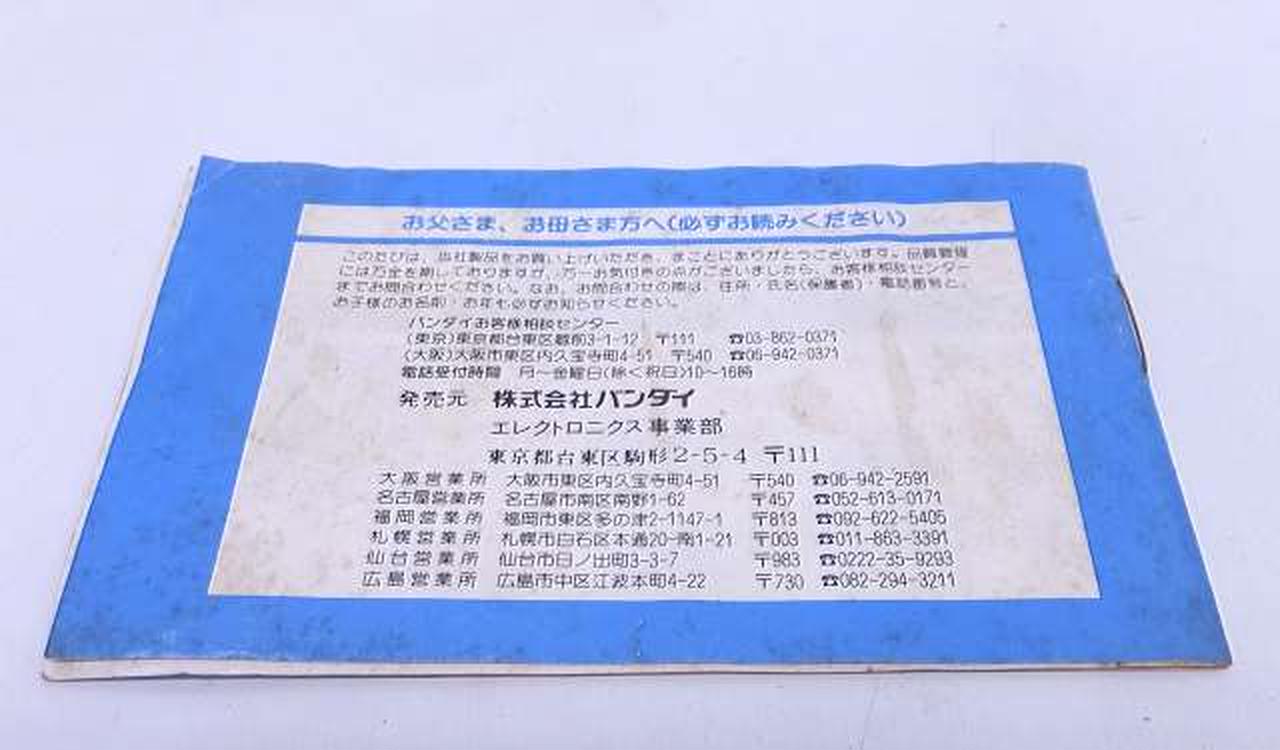 お父さま、お母さま方へ(必ずお読みください)
このたびは、当社製品をお買い上げいただき、まことにありがとうございます。品質管理
には万全を期しておりますが、万一お気付きの点がございましたら、お客様相談センター
までお問合わせください。なお、お問合わせの際は、住所・氏名(保護者)・電話番号と、
お子様のお名前・お年も必ずお知らせください。
バンダイお客様相談センター
(東京)東京都台東区蔵前3-1-12 〒111 ☎03-862-0371
(大阪)大阪市東区内久宝寺町4-51 〒540 ☎06-942-0371
電話受付時間 月〜金曜日(除く祝日)10〜16時
発売元 株式会社バンダイ
エレクトロニクス事業部
東京都台東区駒形2-5-4 〒111
大阪営業所 大阪市東区内久宝寺町4-51 〒540 ☎06-942-2591
名古屋営業所 名古屋市南区南野1-62 〒457 ☎052-613-0171
福岡営業所 福岡市東区多の津2-1147-1 〒813 ☎092-622-5405
札幌営業所 札幌市白石区本通20-南1-21 〒003 ☎011-863-3391
仙台営業所 仙台市日ノ出町3-3-7 〒983 ☎0222-35-9293
広島営業所 広島市中区江波本町4-22 〒730 ☎082-294-3211